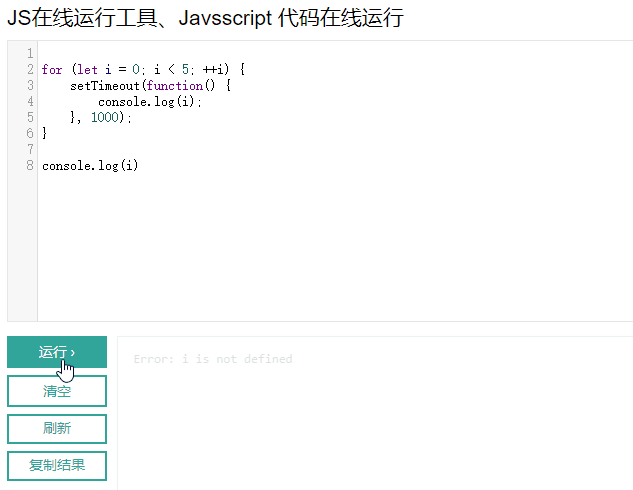 JS在线运行工具、Javsscript 代码在线运行
1
2 for (let i = 0; i < 5; ++i) {
3     setTimeout(function() {
4         console.log(i);
5     }, 1000);
6 }
7
8 console.log(i)
运行 ›
Error: i is not defined
清空
刷新
复制结果